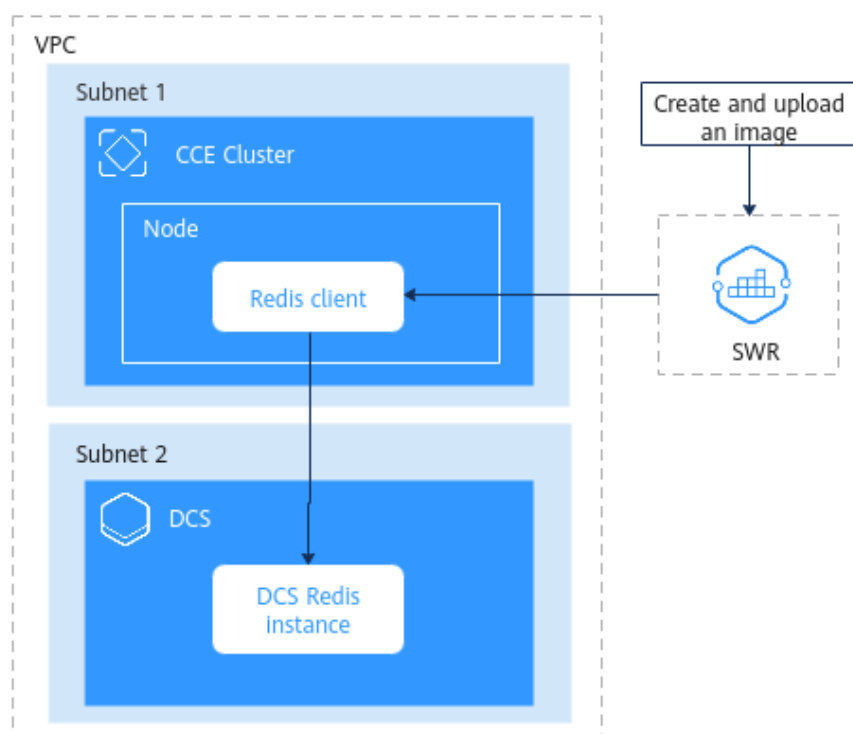 VPC
Subnet 1
CCE Cluster
Node
Redis client
Create and upload
an image
SWR
Subnet 2
DCS
DCS Redis
instance